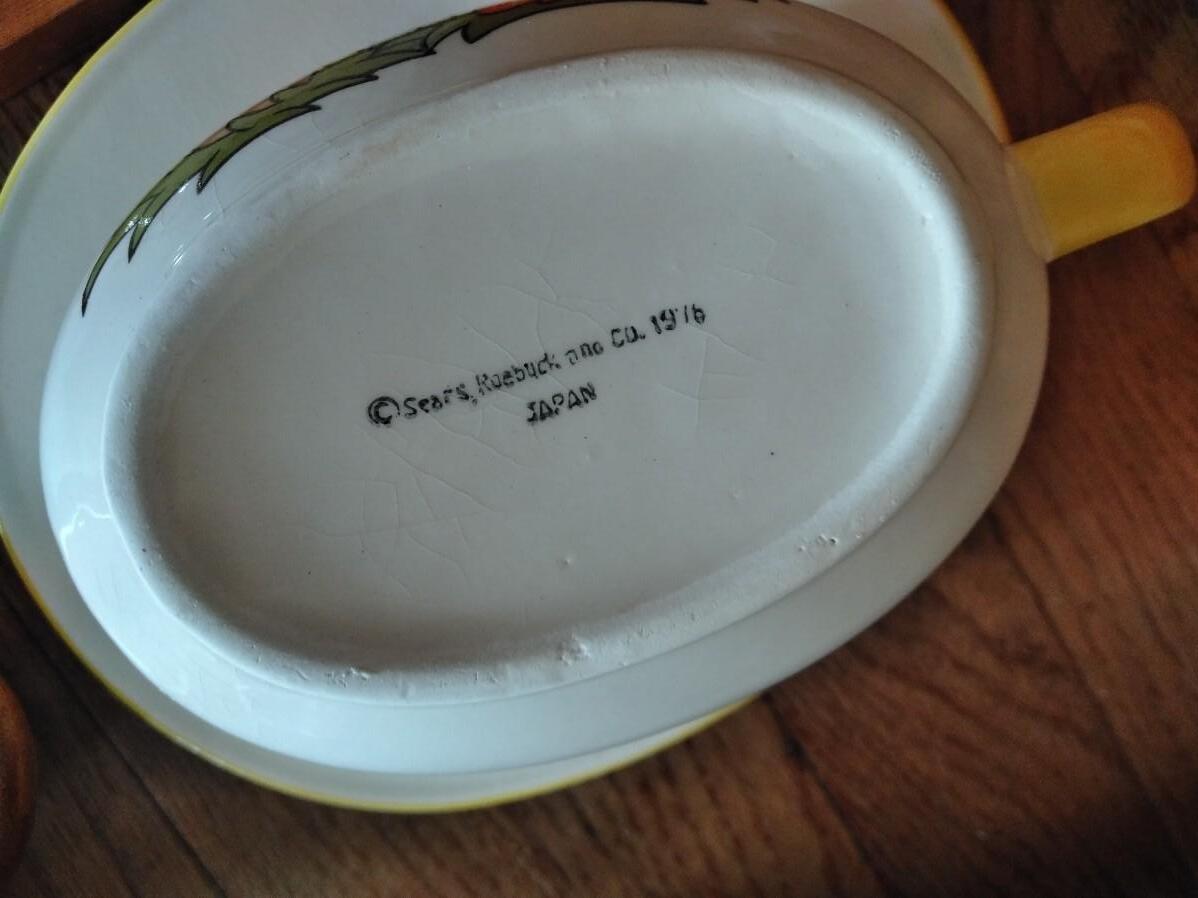 ©Sears, Roebuck and Co. 1976
JAPAN